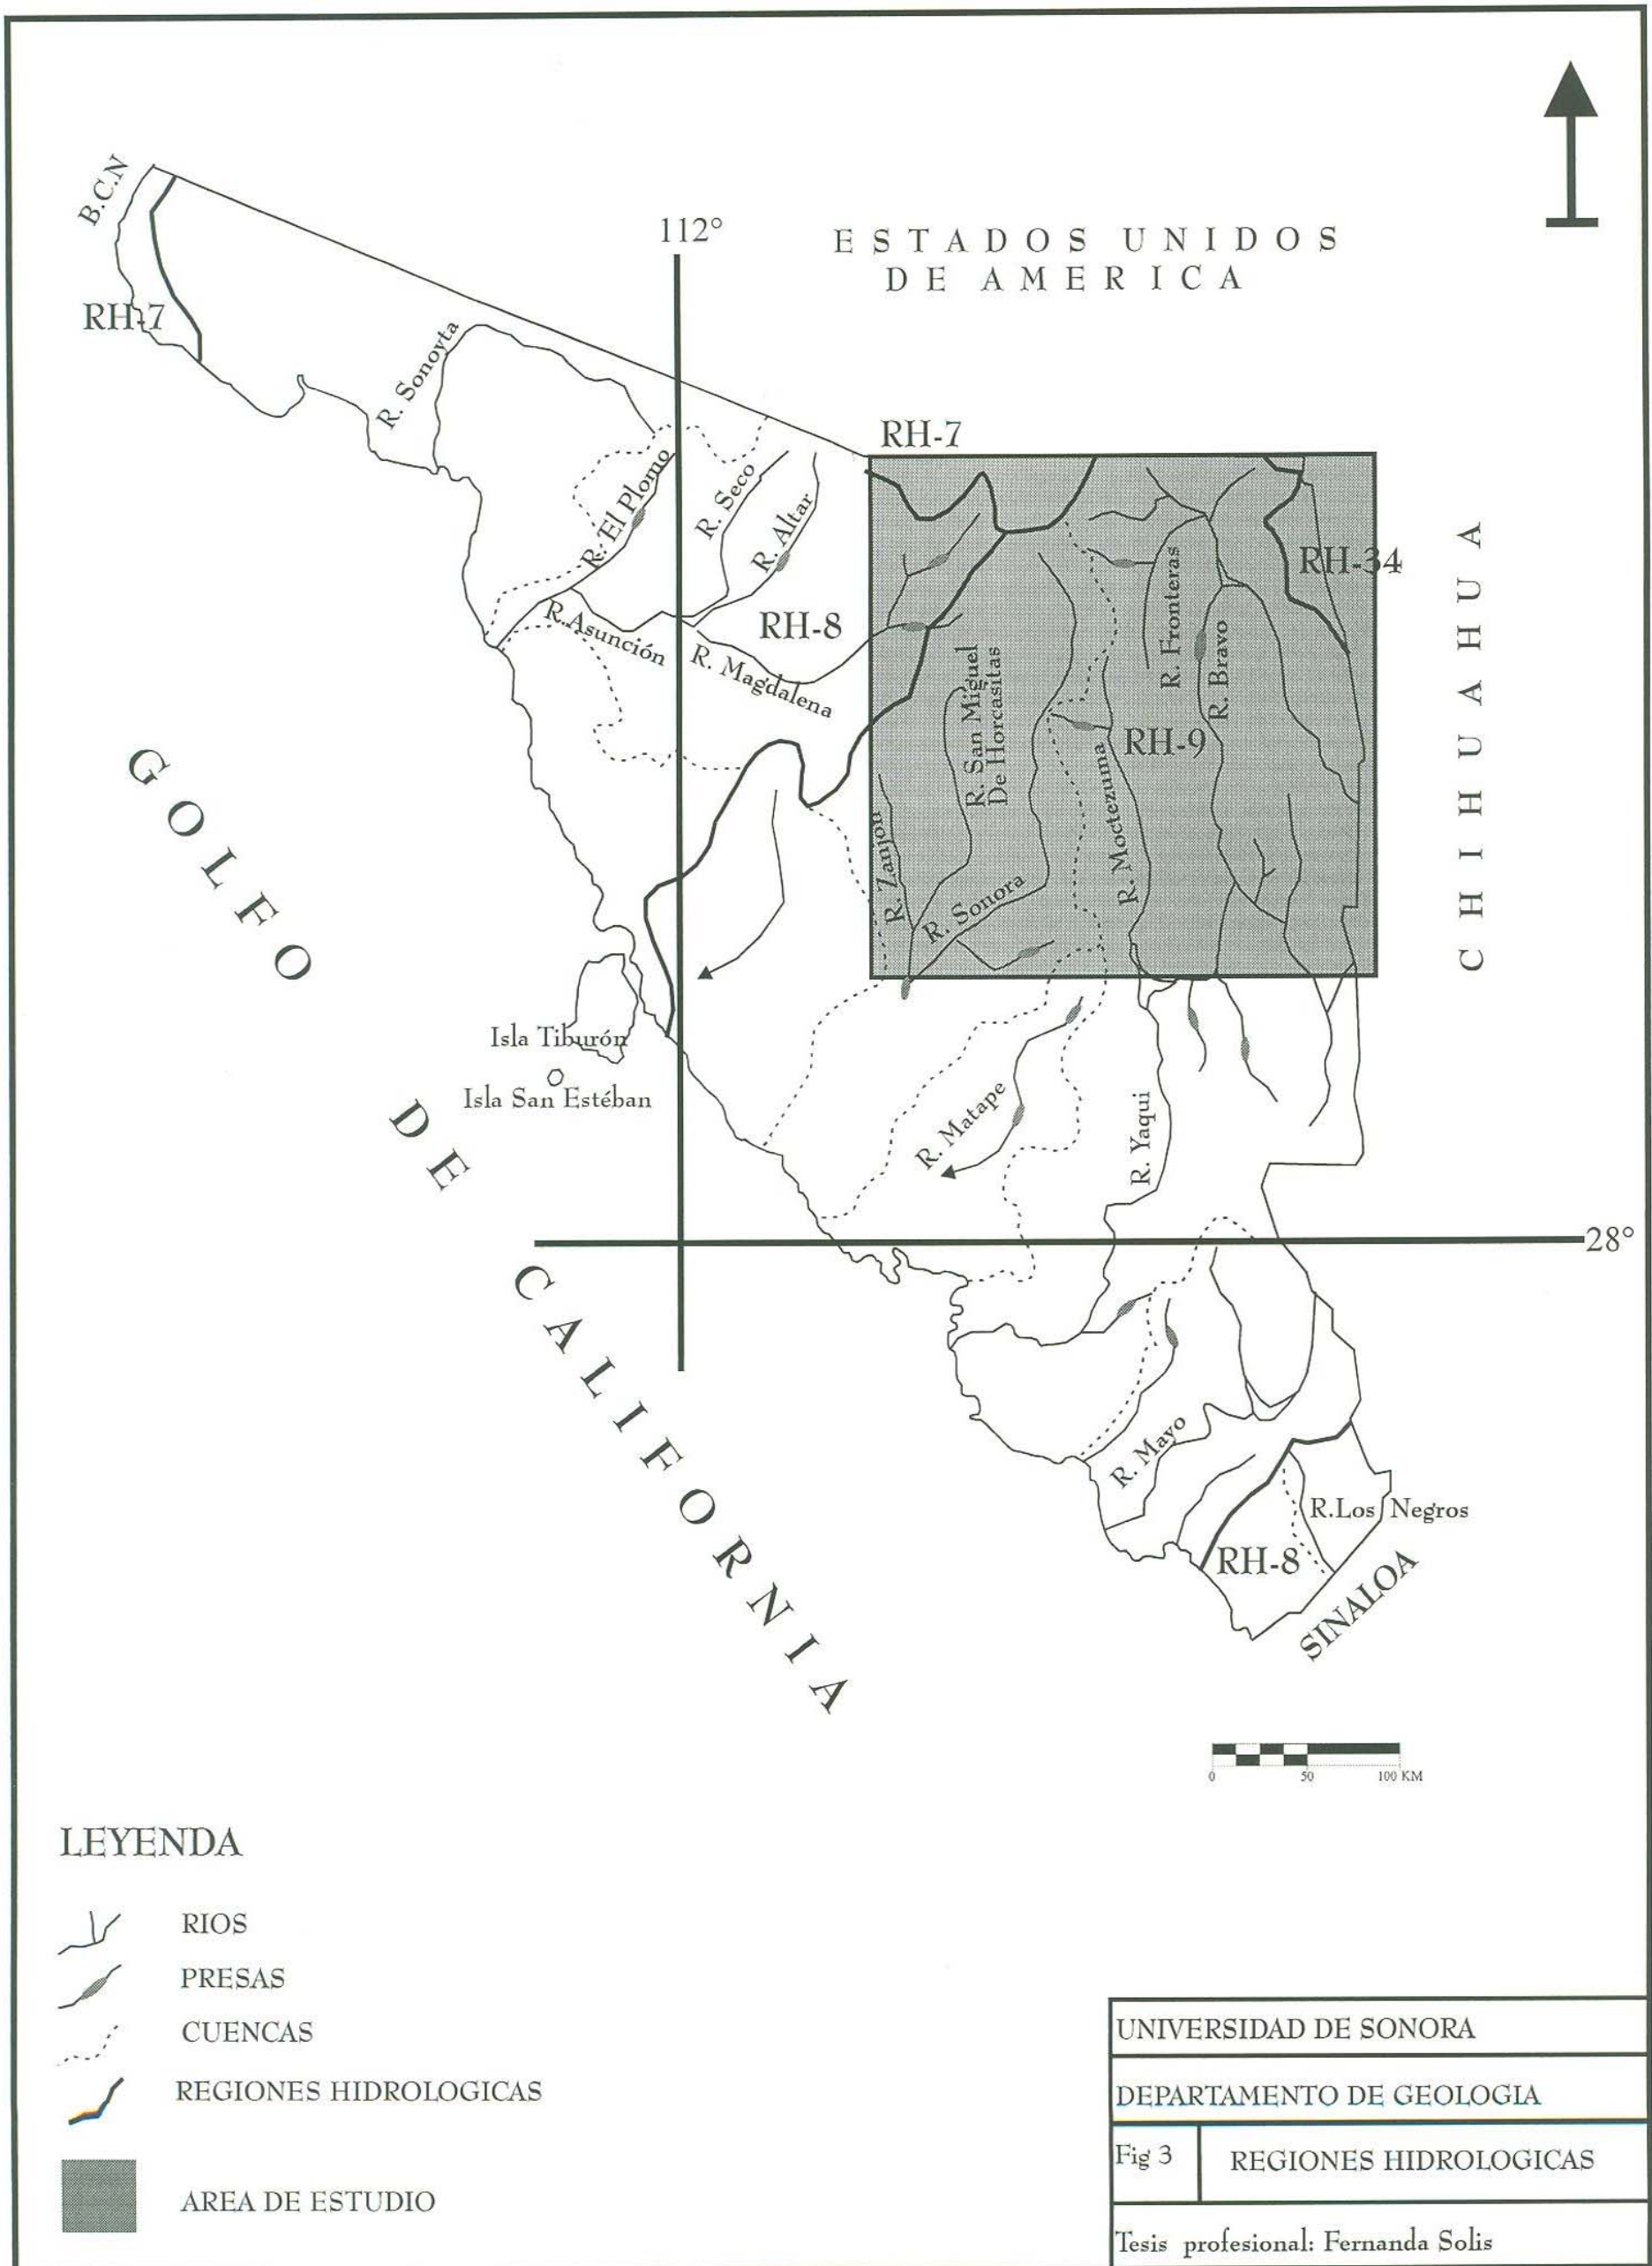 B.C.N
112°
ESTADOS UNIDOS
DE AMERICA
RH-7
R. Sonoyta
RH-7
R. El Plomo
R. Seco
R. Altar
RH-34
CHIHUAHUA
R. Fronteras
R. Bravo
RH-8
R. Asunción
R. Magdalena
R. San Miguel
De Horcasitas
RH-9
R. Moctezuma
R. Zanjon
R. Sonora
GOLFO DE CALIFORNIA
Isla Tiburón
Isla San Estéban
R. Matape
R. Yaqui
28°
R. Mayo
R.Los Negros
RH-8
SINALOA
0 50 100 KM
LEYENDA
RIOS
PRESAS
CUENCAS
REGIONES HIDROLOGICAS
AREA DE ESTUDIO
UNIVERSIDAD DE SONORA
DEPARTAMENTO DE GEOLOGIA
Fig 3 REGIONES HIDROLOGICAS
Tesis profesional: Fernanda Solis